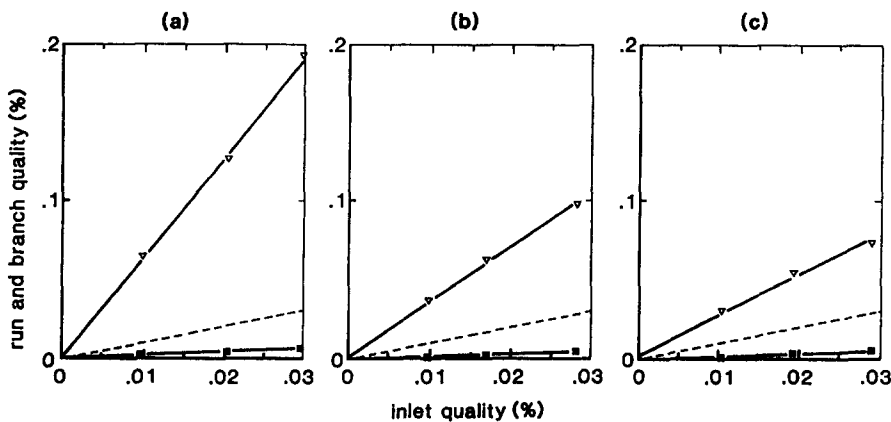 (a) (b) (c)
.2 .2 .2
run and branch quality (%)
.1 .1 .1
0 0 0
0 .01 .02 .03 0 .01 .02 .03 0 .01 .02 .03
inlet quality (%)